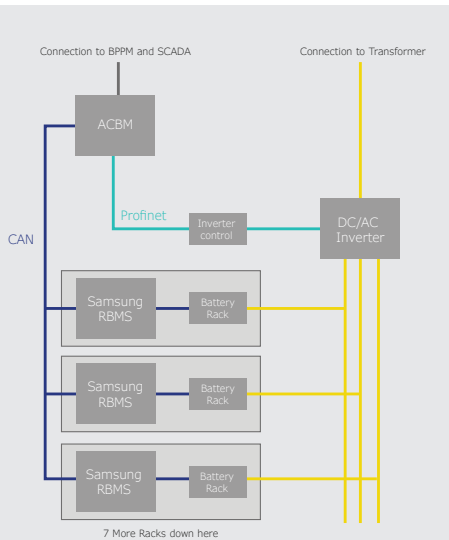 Connection to BPPM and SCADA
Connection to Transformer
ACBM
Profinet
Inverter
control
DC/AC
Inverter
CAN
Samsung
RBMS
Battery
Rack
Samsung
RBMS
Battery
Rack
Samsung
RBMS
Battery
Rack
7 More Racks down here